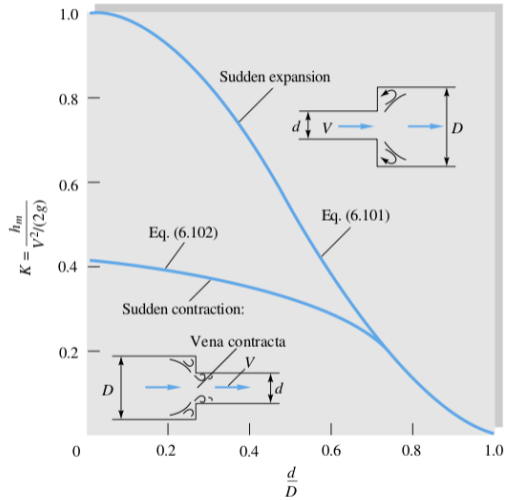 1.0
0.8
0.6
0.4
0.2
0
K = h_m / V²/(2g)
Sudden expansion
d V D
Eq. (6.101)
Eq. (6.102)
Sudden contraction:
Vena contracta
D V d
0.2 0.4 0.6 0.8 1.0
d
D